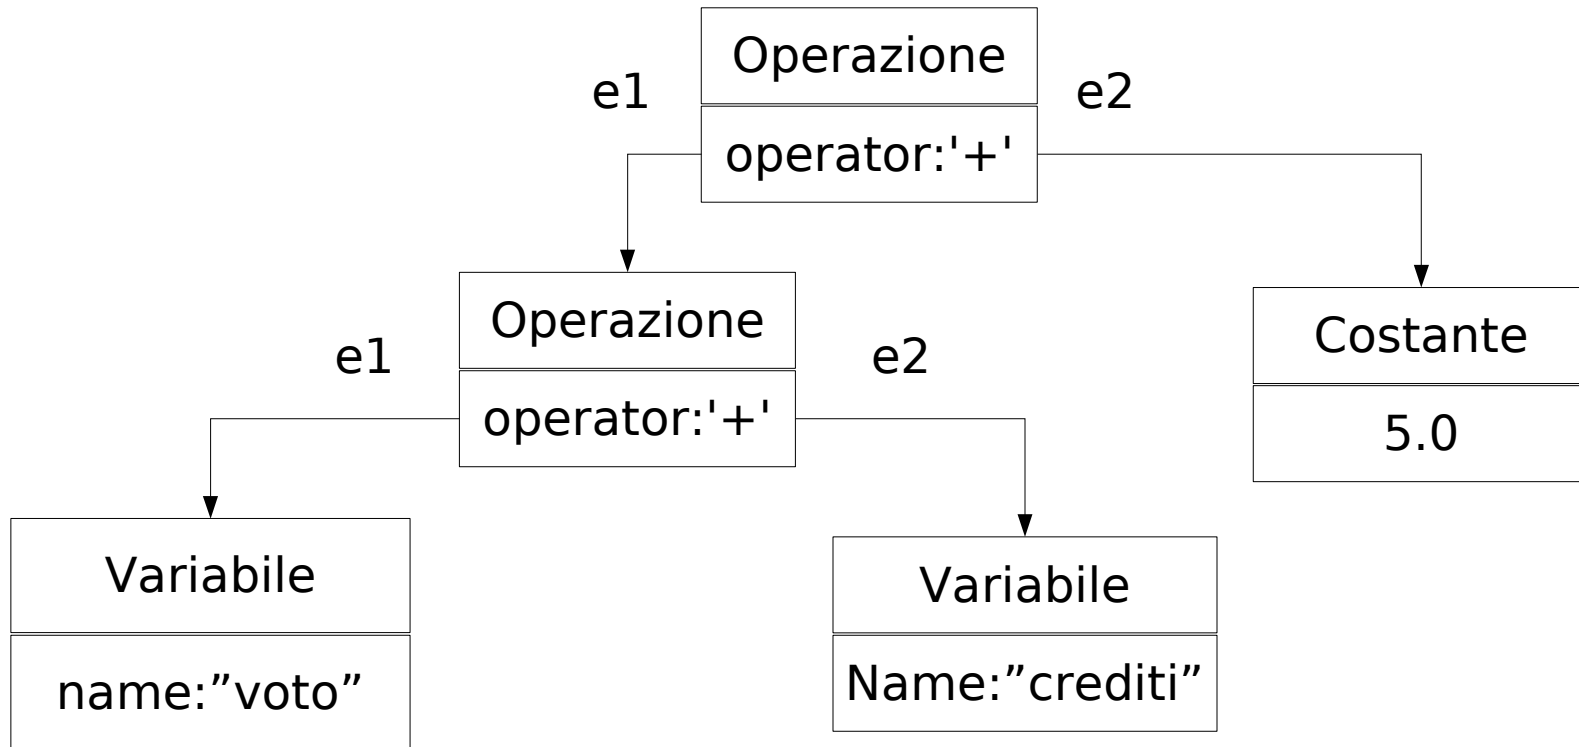 Operazione
e1
e2
operator:'+'
Operazione
Costante
e1
e2
operator:'+'
5.0
Variabile
Variabile
name:”voto”
Name:”crediti”